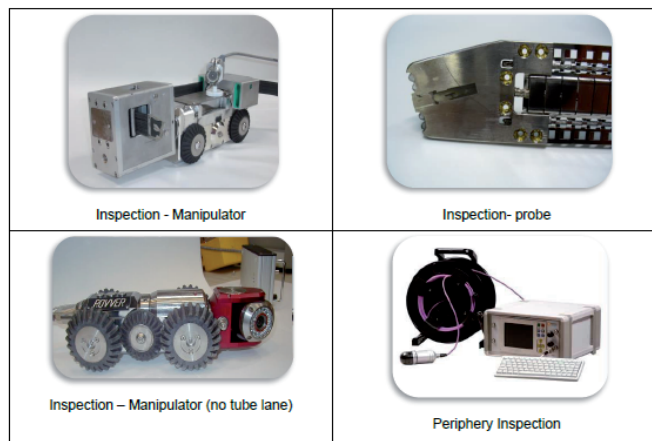 Inspection - Manipulator
Inspection- probe
ROVVER
Inspection – Manipulator (no tube lane)
Periphery Inspection